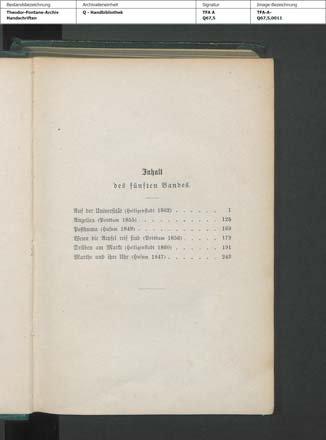 Bestandsbezeichnung Archivalieneinheit Signatur Image-Bezeichnung
Theodor-Fontane-Archiv Q - Handbibliothek TFA A TFA-A-
Handschriften Q67,5 Q67,5,0011
Inhalt
des fünften Bandes.
Auf der Universität (Heiligenstadt 1862) . . . . . . 1
Angelica (Potsdam 1855) . . . . . . 125
Posthuma (Husum 1849) . . . . . . 169
Wenn die Aepfel reif sind (Potsdam 1856) . . . . . . 179
Drüben am Markt (Heiligenstadt 1860) . . . . . . 191
Marthe und ihre Uhr (Husum 1847) . . . . . . 243